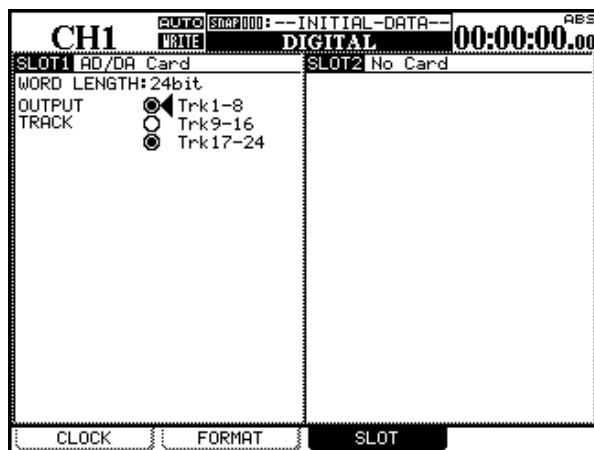 CH1 AUTO SNAP000:--INITIAL-DATA-- ABS
WRITE DIGITAL 00:00:00.00
SLOT1 AD/DA Card
WORD LENGTH:24bit
OUTPUT TRACK
Trk1-8
Trk9-16
Trk17-24
SLOT2 No Card
CLOCK FORMAT SLOT